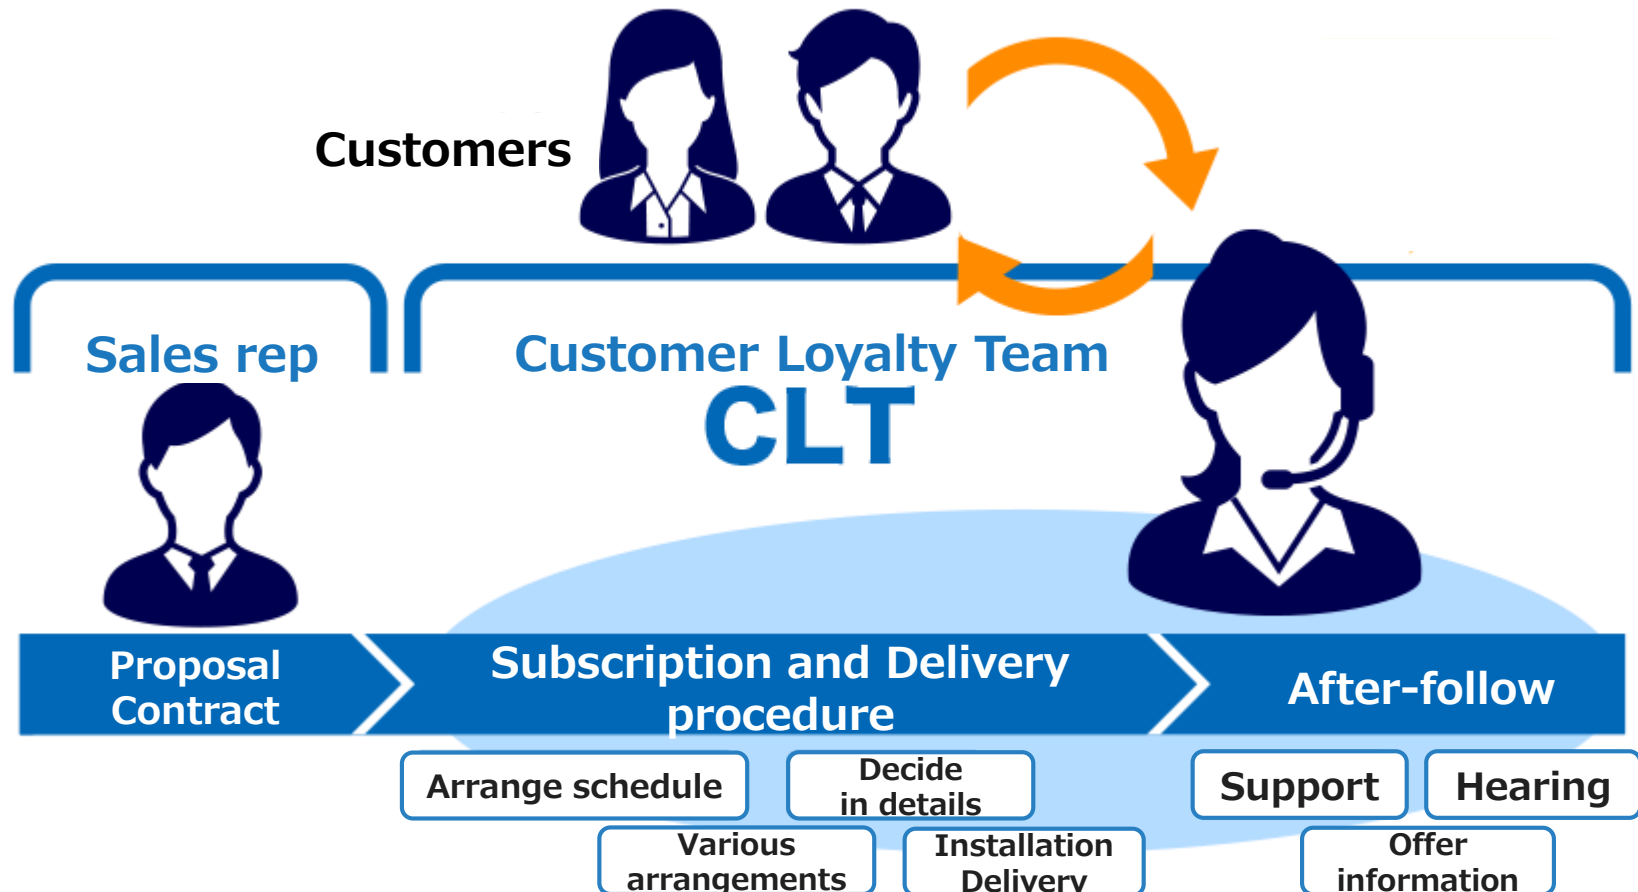 Customers
Sales rep
Customer Loyalty Team
CLT
Proposal
Contract
Subscription and Delivery
procedure
After-follow
Arrange schedule
Decide
in details
Support
Hearing
Various
arrangements
Installation
Delivery
Offer
information